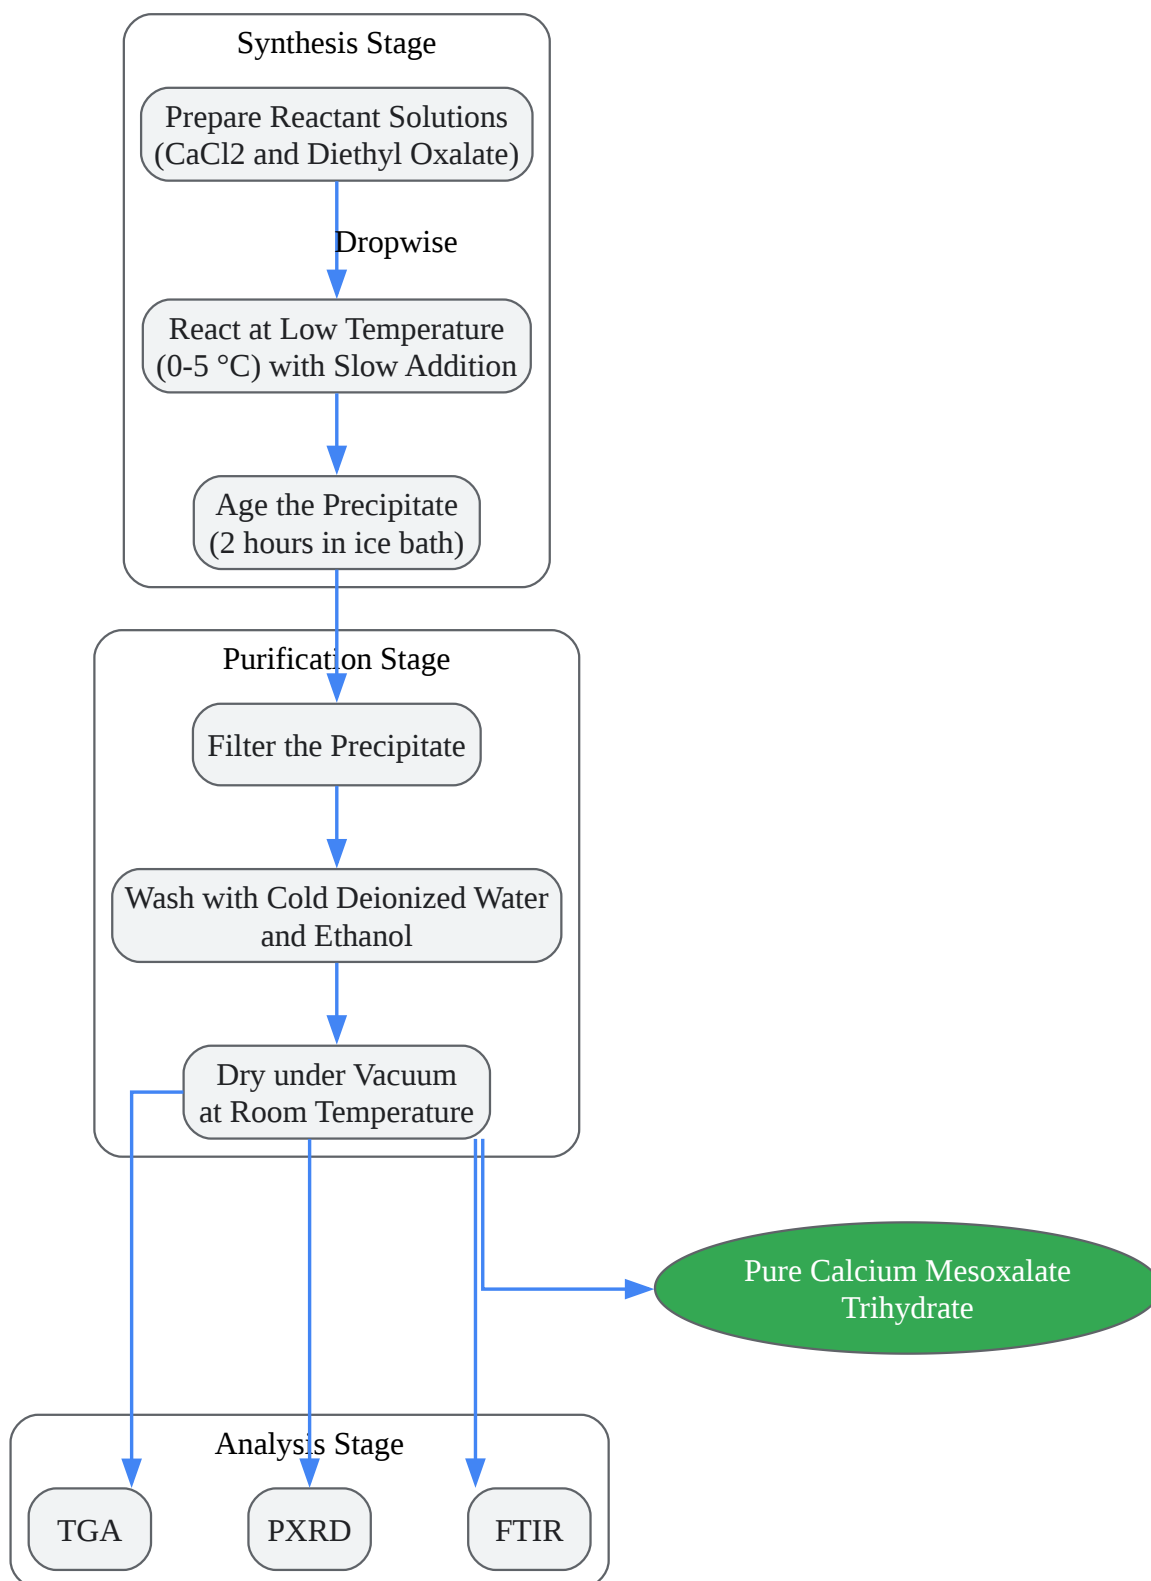 Synthesis Stage
Prepare Reactant Solutions
(CaCl2 and Diethyl Oxalate)
Dropwise
React at Low Temperature
(0-5 °C) with Slow Addition
Age the Precipitate
(2 hours in ice bath)
Purification Stage
Filter the Precipitate
Wash with Cold Deionized Water
and Ethanol
Dry under Vacuum
at Room Temperature
Pure Calcium Mesoxalate
Trihydrate
Analysis Stage
TGA
PXRD
FTIR